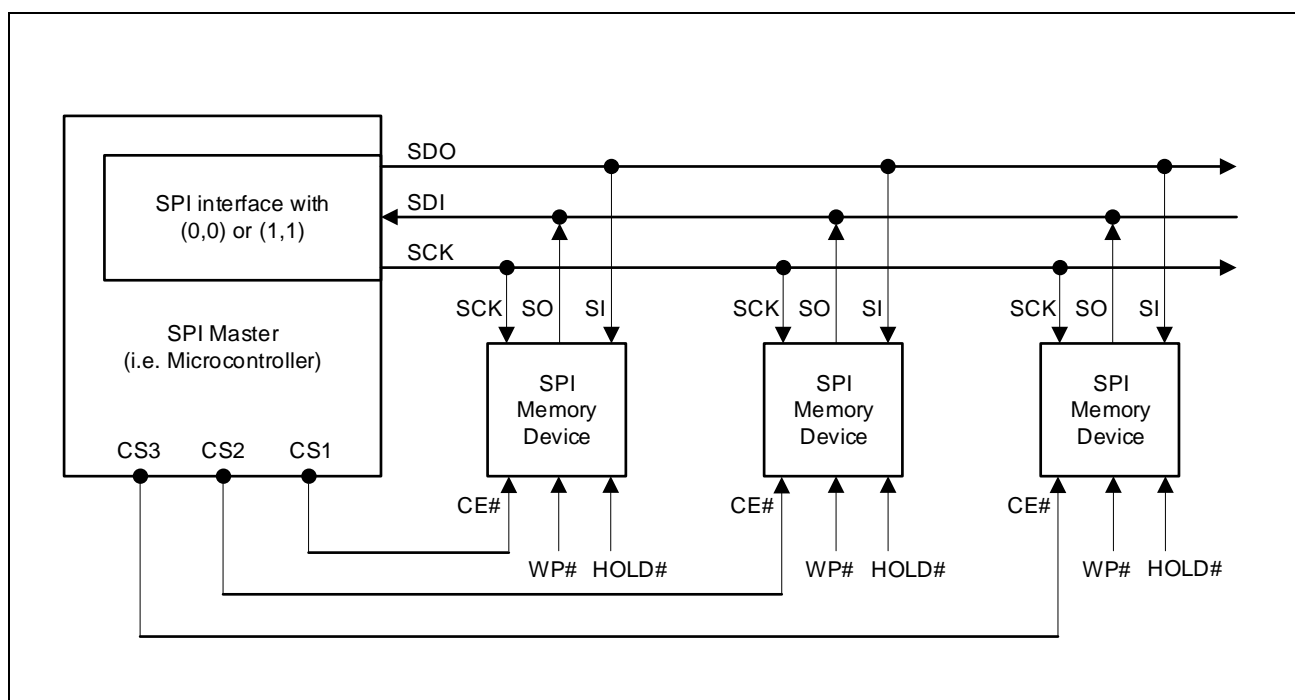 SDO
SPI interface with
(0,0) or (1,1)
SDI
SCK
SPI Master
(i.e. Microcontroller)
CS3 CS2 CS1
SCK SO SI
SCK SO SI
SCK SO SI
SPI
Memory
Device
SPI
Memory
Device
SPI
Memory
Device
CE#
WP# HOLD#
CE#
WP# HOLD#
CE#
WP# HOLD#